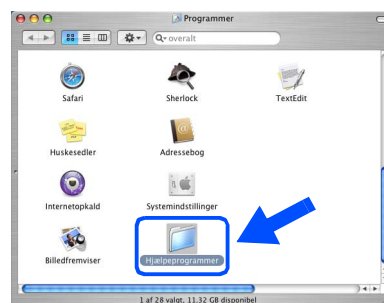 Programmer
overalt
Safari
Sherlock
TextEdit
Huskesedler
Adressebog
Internetopkald
Systemindstillinger
Billedfremviser
Hjælpeprogrammer
1 af 28 valgt, 11,32 GB disponibel